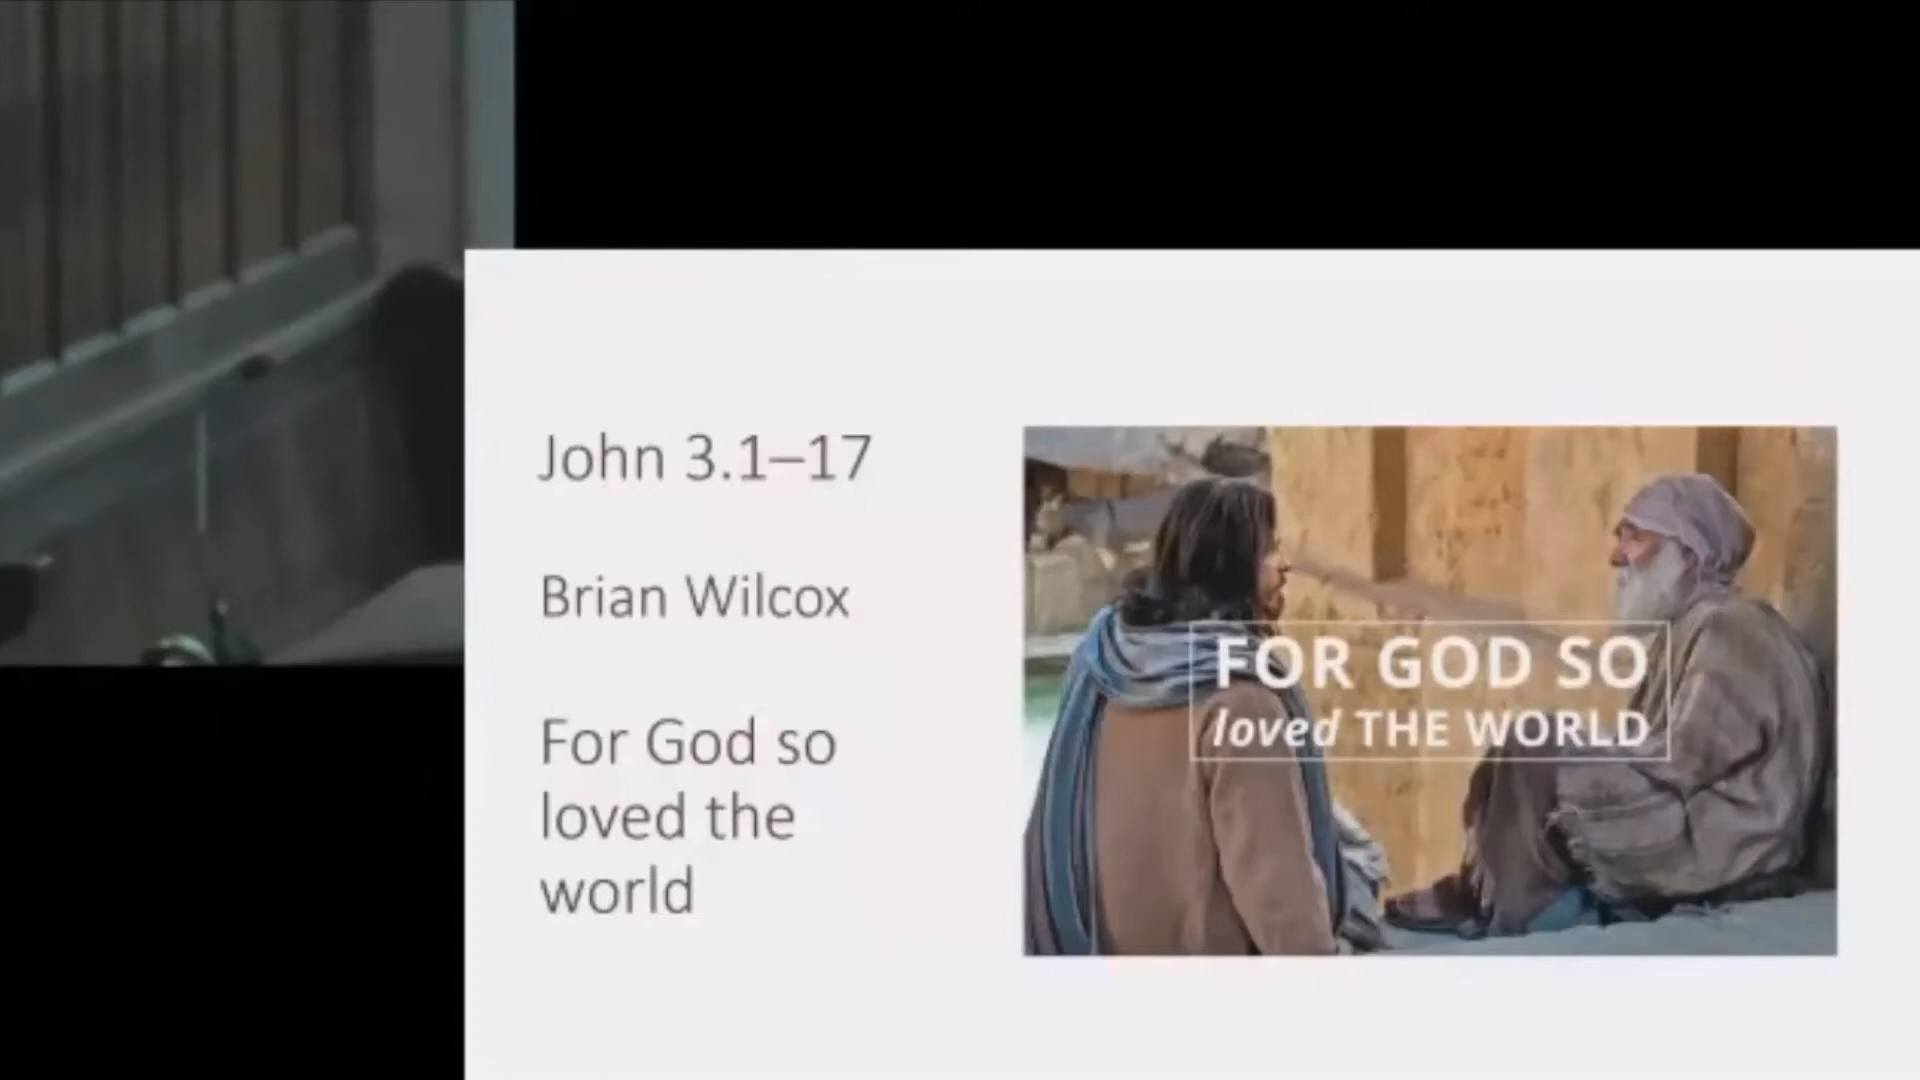 John 3.1–17
Brian Wilcox
For God so
loved the
world
FOR GOD SO
loved THE WORLD